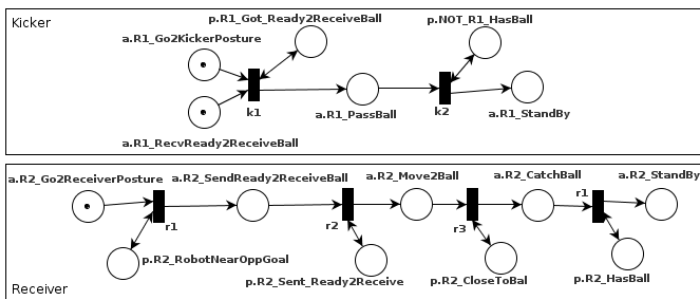 Kicker
p.R1_Got_Ready2ReceiveBall
p.NOT_R1_HasBall
a.R1_Go2KickerPosture
k1
a.R1_PassBall
k2
a.R1_StandBy
a.R1_RecvReady2ReceiveBall
a.R2_Go2ReceiverPosture
a.R2_SendReady2ReceiveBall
a.R2_Move2Ball
a.R2_CatchBall
r1
a.R2_StandBy
r1
r2
r3
p.R2_RobotNearOppGoal
p.R2_Sent_Ready2Receive
p.R2_CloseToBal
p.R2_HasBall
Receiver